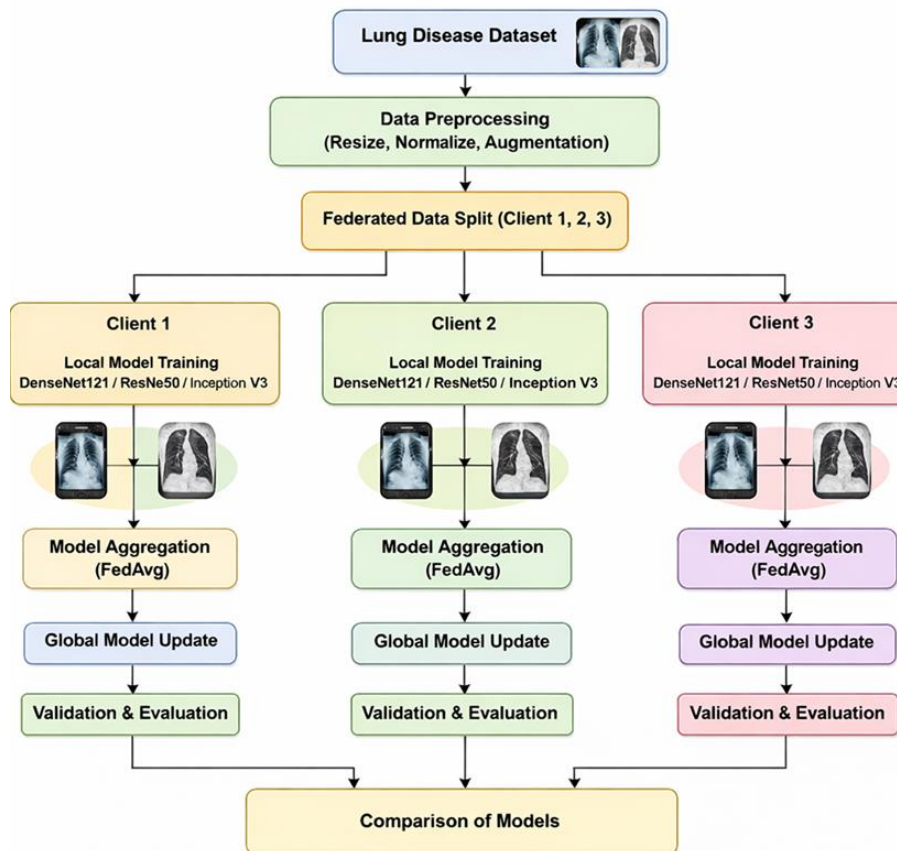 Lung Disease Dataset
Data Preprocessing
(Resize, Normalize, Augmentation)
Federated Data Split (Client 1, 2, 3)
Client 1
Local Model Training
DenseNet121 / ResNe50 / Inception V3
Client 2
Local Model Training
DenseNet121 / ResNet50 / Inception V3
Client 3
Local Model Training
DenseNet121 / ResNet50 / Inception V3
Model Aggregation
(FedAvg)
Model Aggregation
(FedAvg)
Model Aggregation
(FedAvg)
Global Model Update
Global Model Update
Global Model Update
Validation & Evaluation
Validation & Evaluation
Validation & Evaluation
Comparison of Models